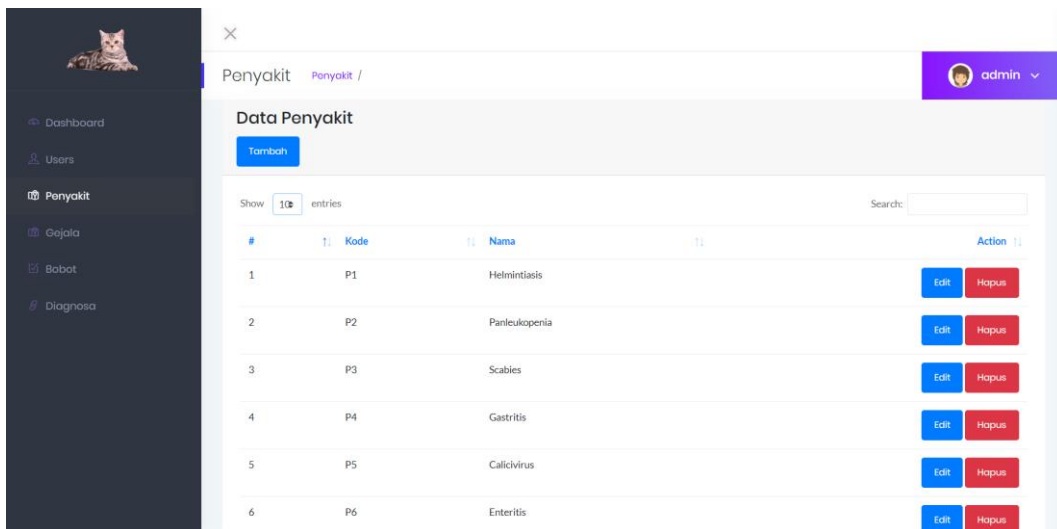 Penyakit Penyakit /
admin
Dashboard
Users
Penyakit
Gejala
Bobot
Diagnosa
Data Penyakit
Tambah
Show 10 entries Search:
# Kode Nama Action
1 P1 Helmintiasis Edit Hapus
2 P2 Panleukopenia Edit Hapus
3 P3 Scabies Edit Hapus
4 P4 Gastritis Edit Hapus
5 P5 Calicivirus Edit Hapus
6 P6 Enteritis Edit Hapus